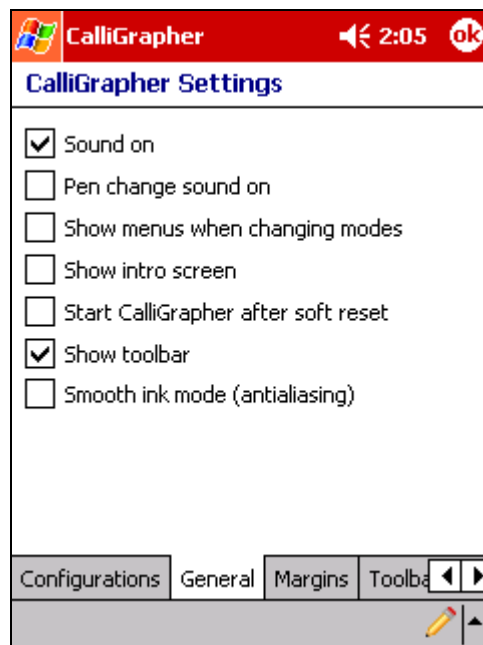 CalliGrapher 2:05 ok
CalliGrapher Settings
Sound on
Pen change sound on
Show menus when changing modes
Show intro screen
Start CalliGrapher after soft reset
Show toolbar
Smooth ink mode (antialiasing)
Configurations General Margins Toolba